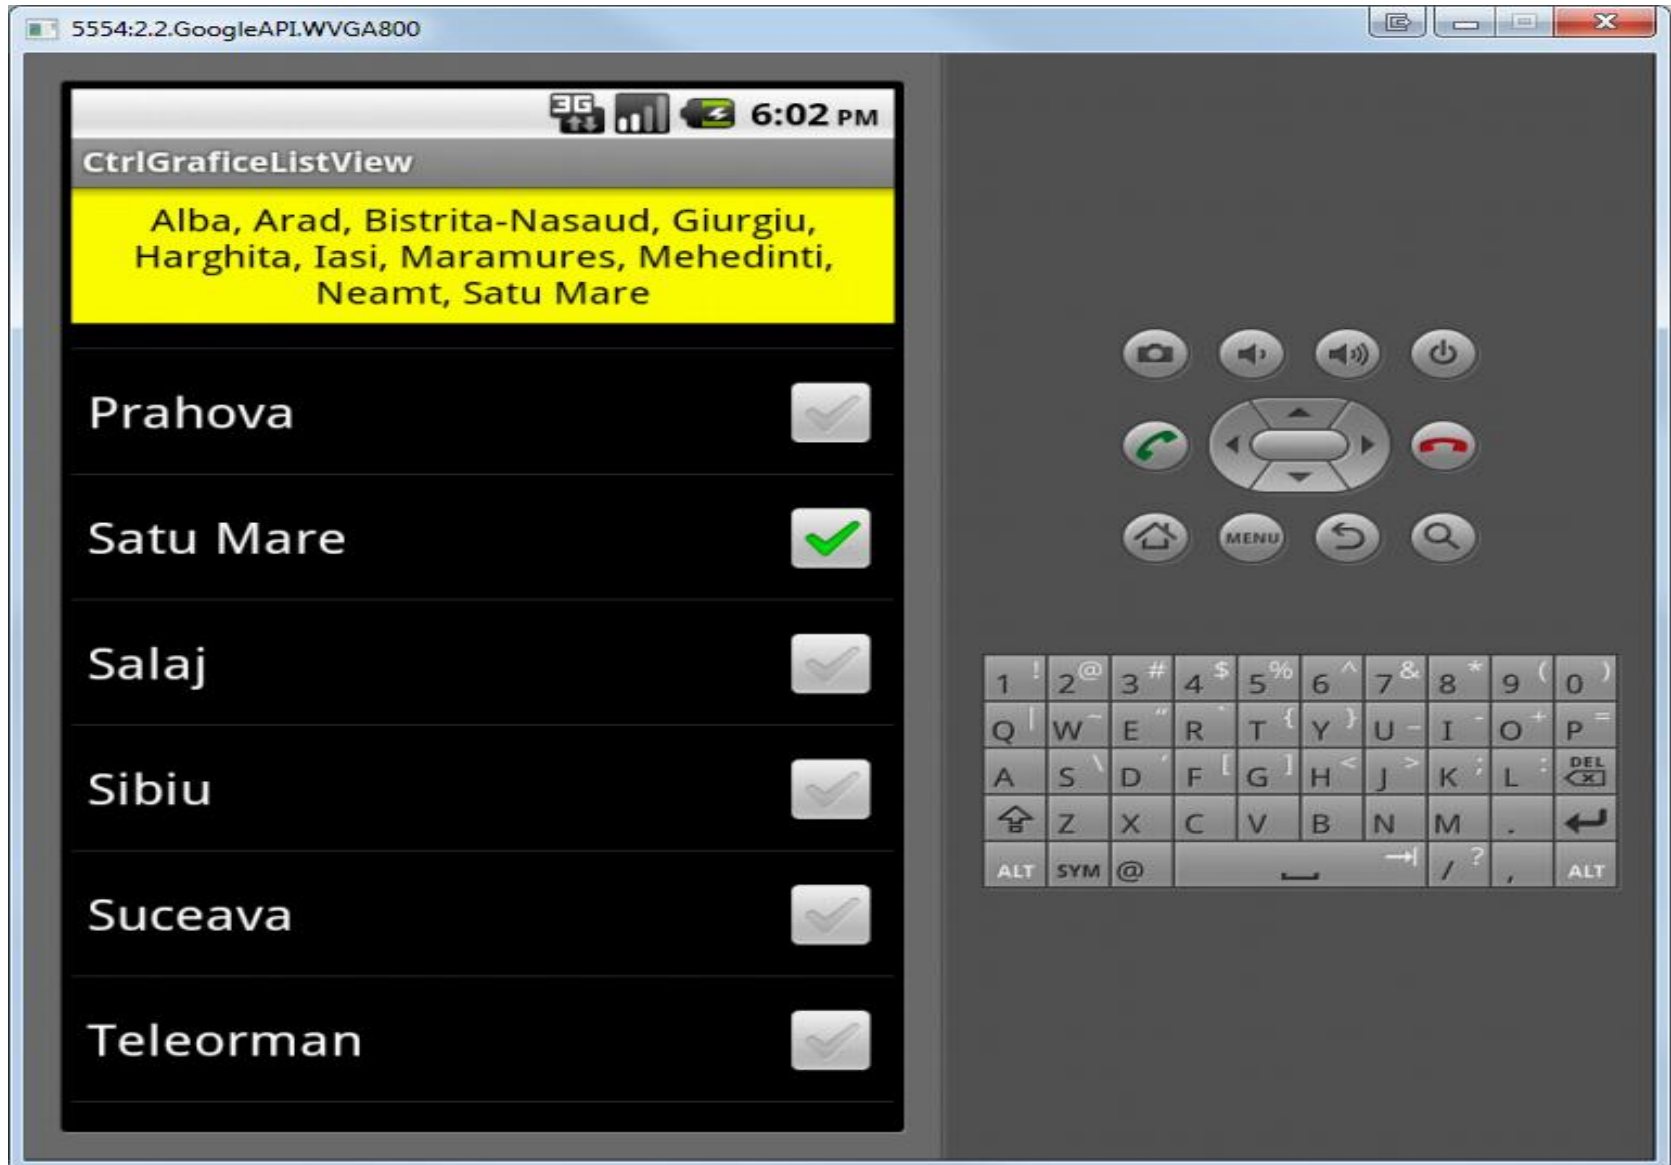 5554:2.2.GoogleAPI.WVGA800
3G 6:02 PM
CtrlGraficeListView
Alba, Arad, Bistrita-Nasaud, Giurgiu,
Harghita, Iasi, Maramures, Mehedinti,
Neamt, Satu Mare
Prahova
Satu Mare
Salaj
Sibiu
Suceava
Teleorman
MENU
1 ! 2 @ 3 # 4 $ 5 % 6 ^ 7 & 8 * 9 ( 0 )
Q | W ~ E " R ` T { Y } U _ I - O + P =
A S \ D ' F [ G ] H < J > K ; L : DEL
Z X C V B N M .
ALT SYM @ / ? , ALT